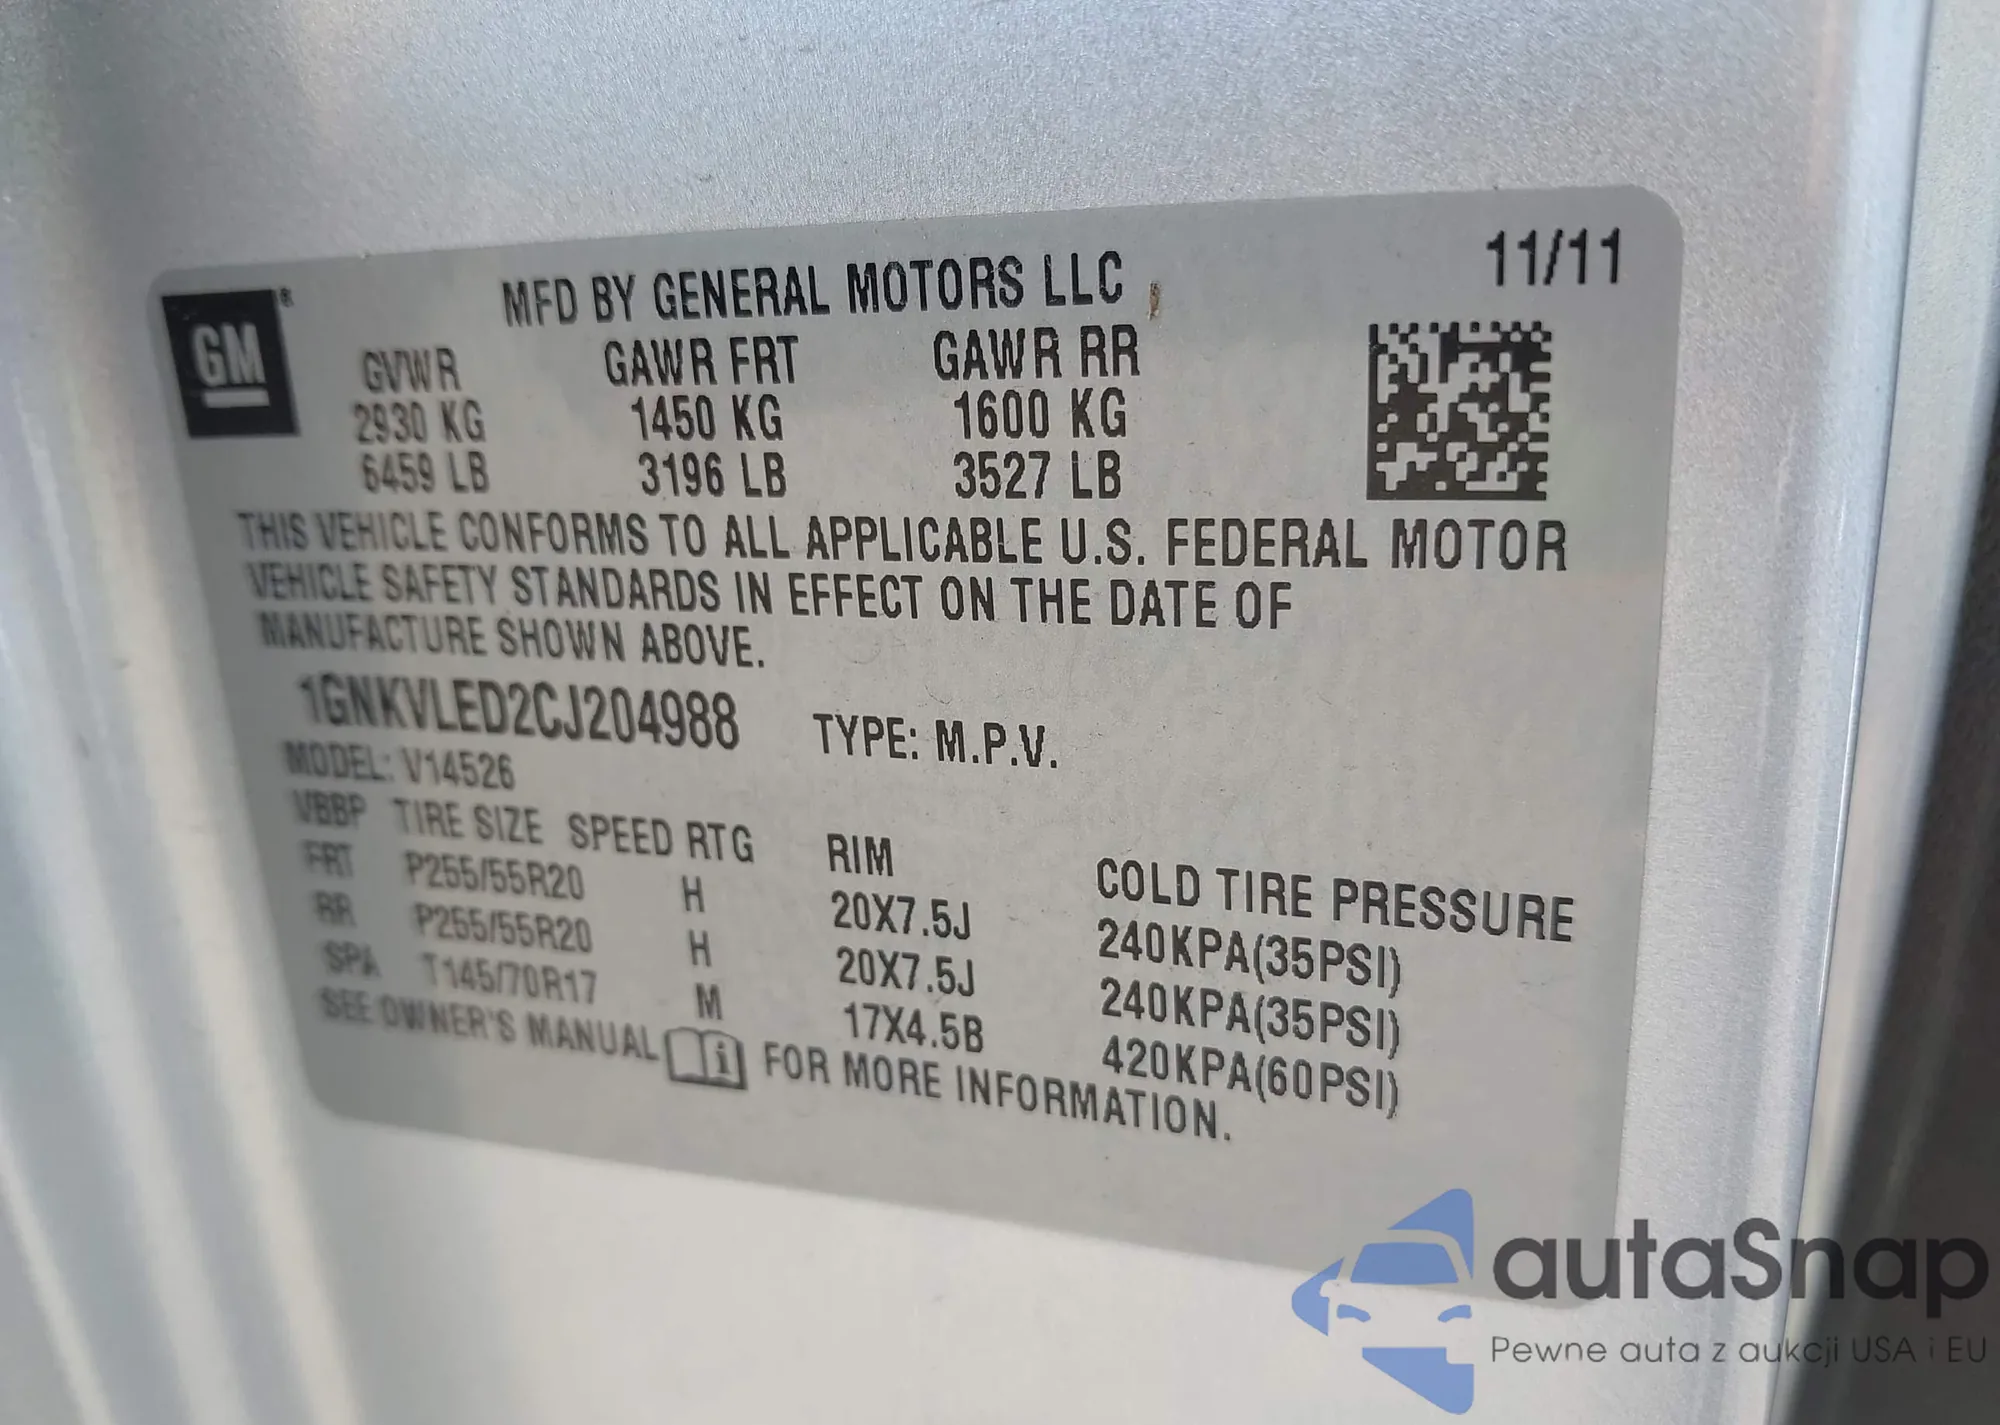 11/11
MFD BY GENERAL MOTORS LLC
GM®
GVWR GAWR FRT GAWR RR
2930 KG 1450 KG 1600 KG
6459 LB 3196 LB 3527 LB
THIS VEHICLE CONFORMS TO ALL APPLICABLE U.S. FEDERAL MOTOR
VEHICLE SAFETY STANDARDS IN EFFECT ON THE DATE OF
MANUFACTURE SHOWN ABOVE.
1GNKVLED2CJ204988 TYPE: M.P.V.
MODEL: V14526
VBBP TIRE SIZE SPEED RTG RIM COLD TIRE PRESSURE
FRT P255/55R20 H 20X7.5J 240KPA(35PSI)
RR P255/55R20 H 20X7.5J 240KPA(35PSI)
SPA T145/70R17 M 17X4.5B 420KPA(60PSI)
SEE OWNER'S MANUAL i FOR MORE INFORMATION.
autaSnap
Pewne auta z aukcji USA i EU